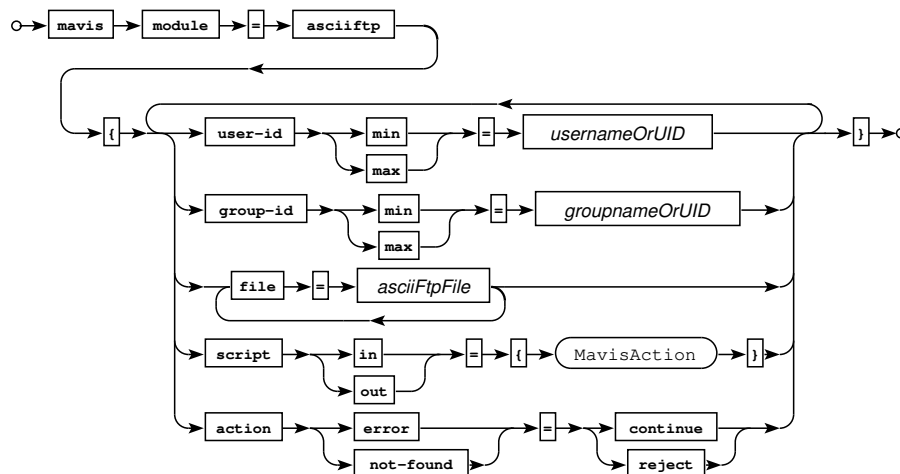 mavis module = asciiftp
{ user-id min = usernameOrUID }
max
group-id min = groupnameOrUID
max
file = asciiFtpFile
script in = { MavisAction }
out
action error = continue
not-found reject